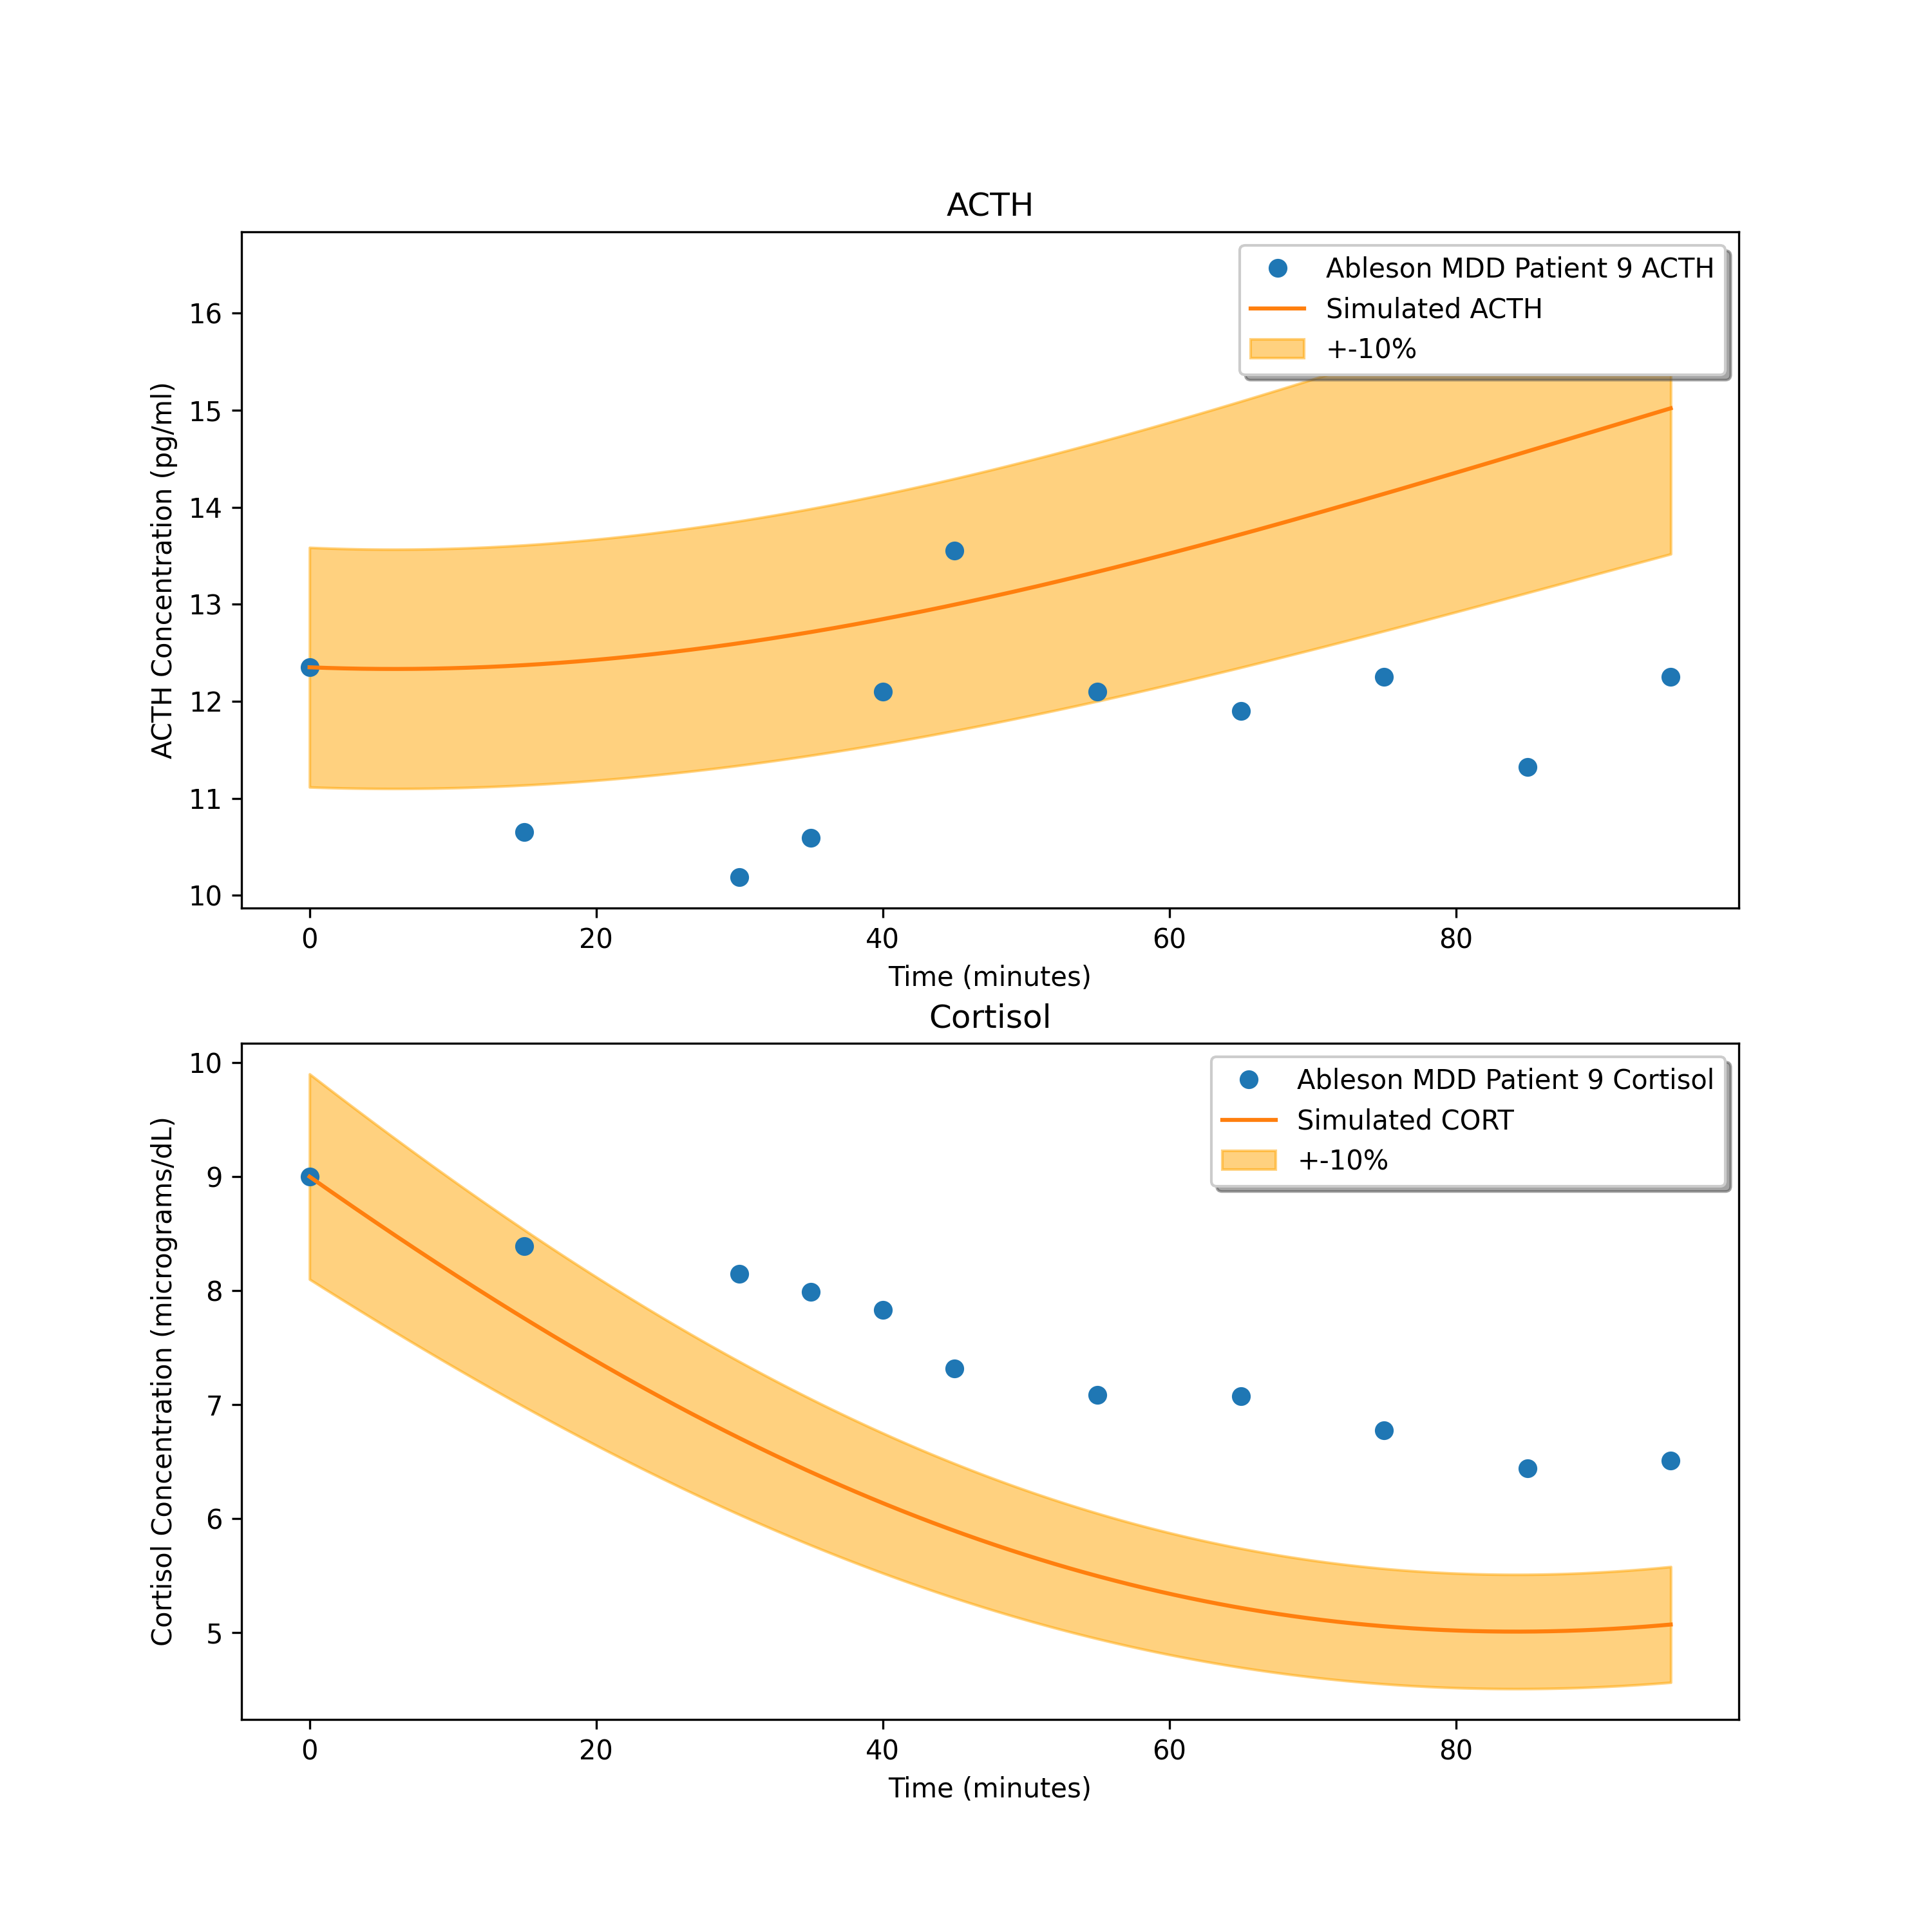 ACTH
Ableson MDD Patient 9 ACTH
Simulated ACTH
+-10%
ACTH Concentration (pg/ml)
16
15
14
13
12
11
10
0 20 40 60 80
Time (minutes)
Cortisol
Ableson MDD Patient 9 Cortisol
Simulated CORT
+-10%
Cortisol Concentration (micrograms/dL)
10
9
8
7
6
5
0 20 40 60 80
Time (minutes)